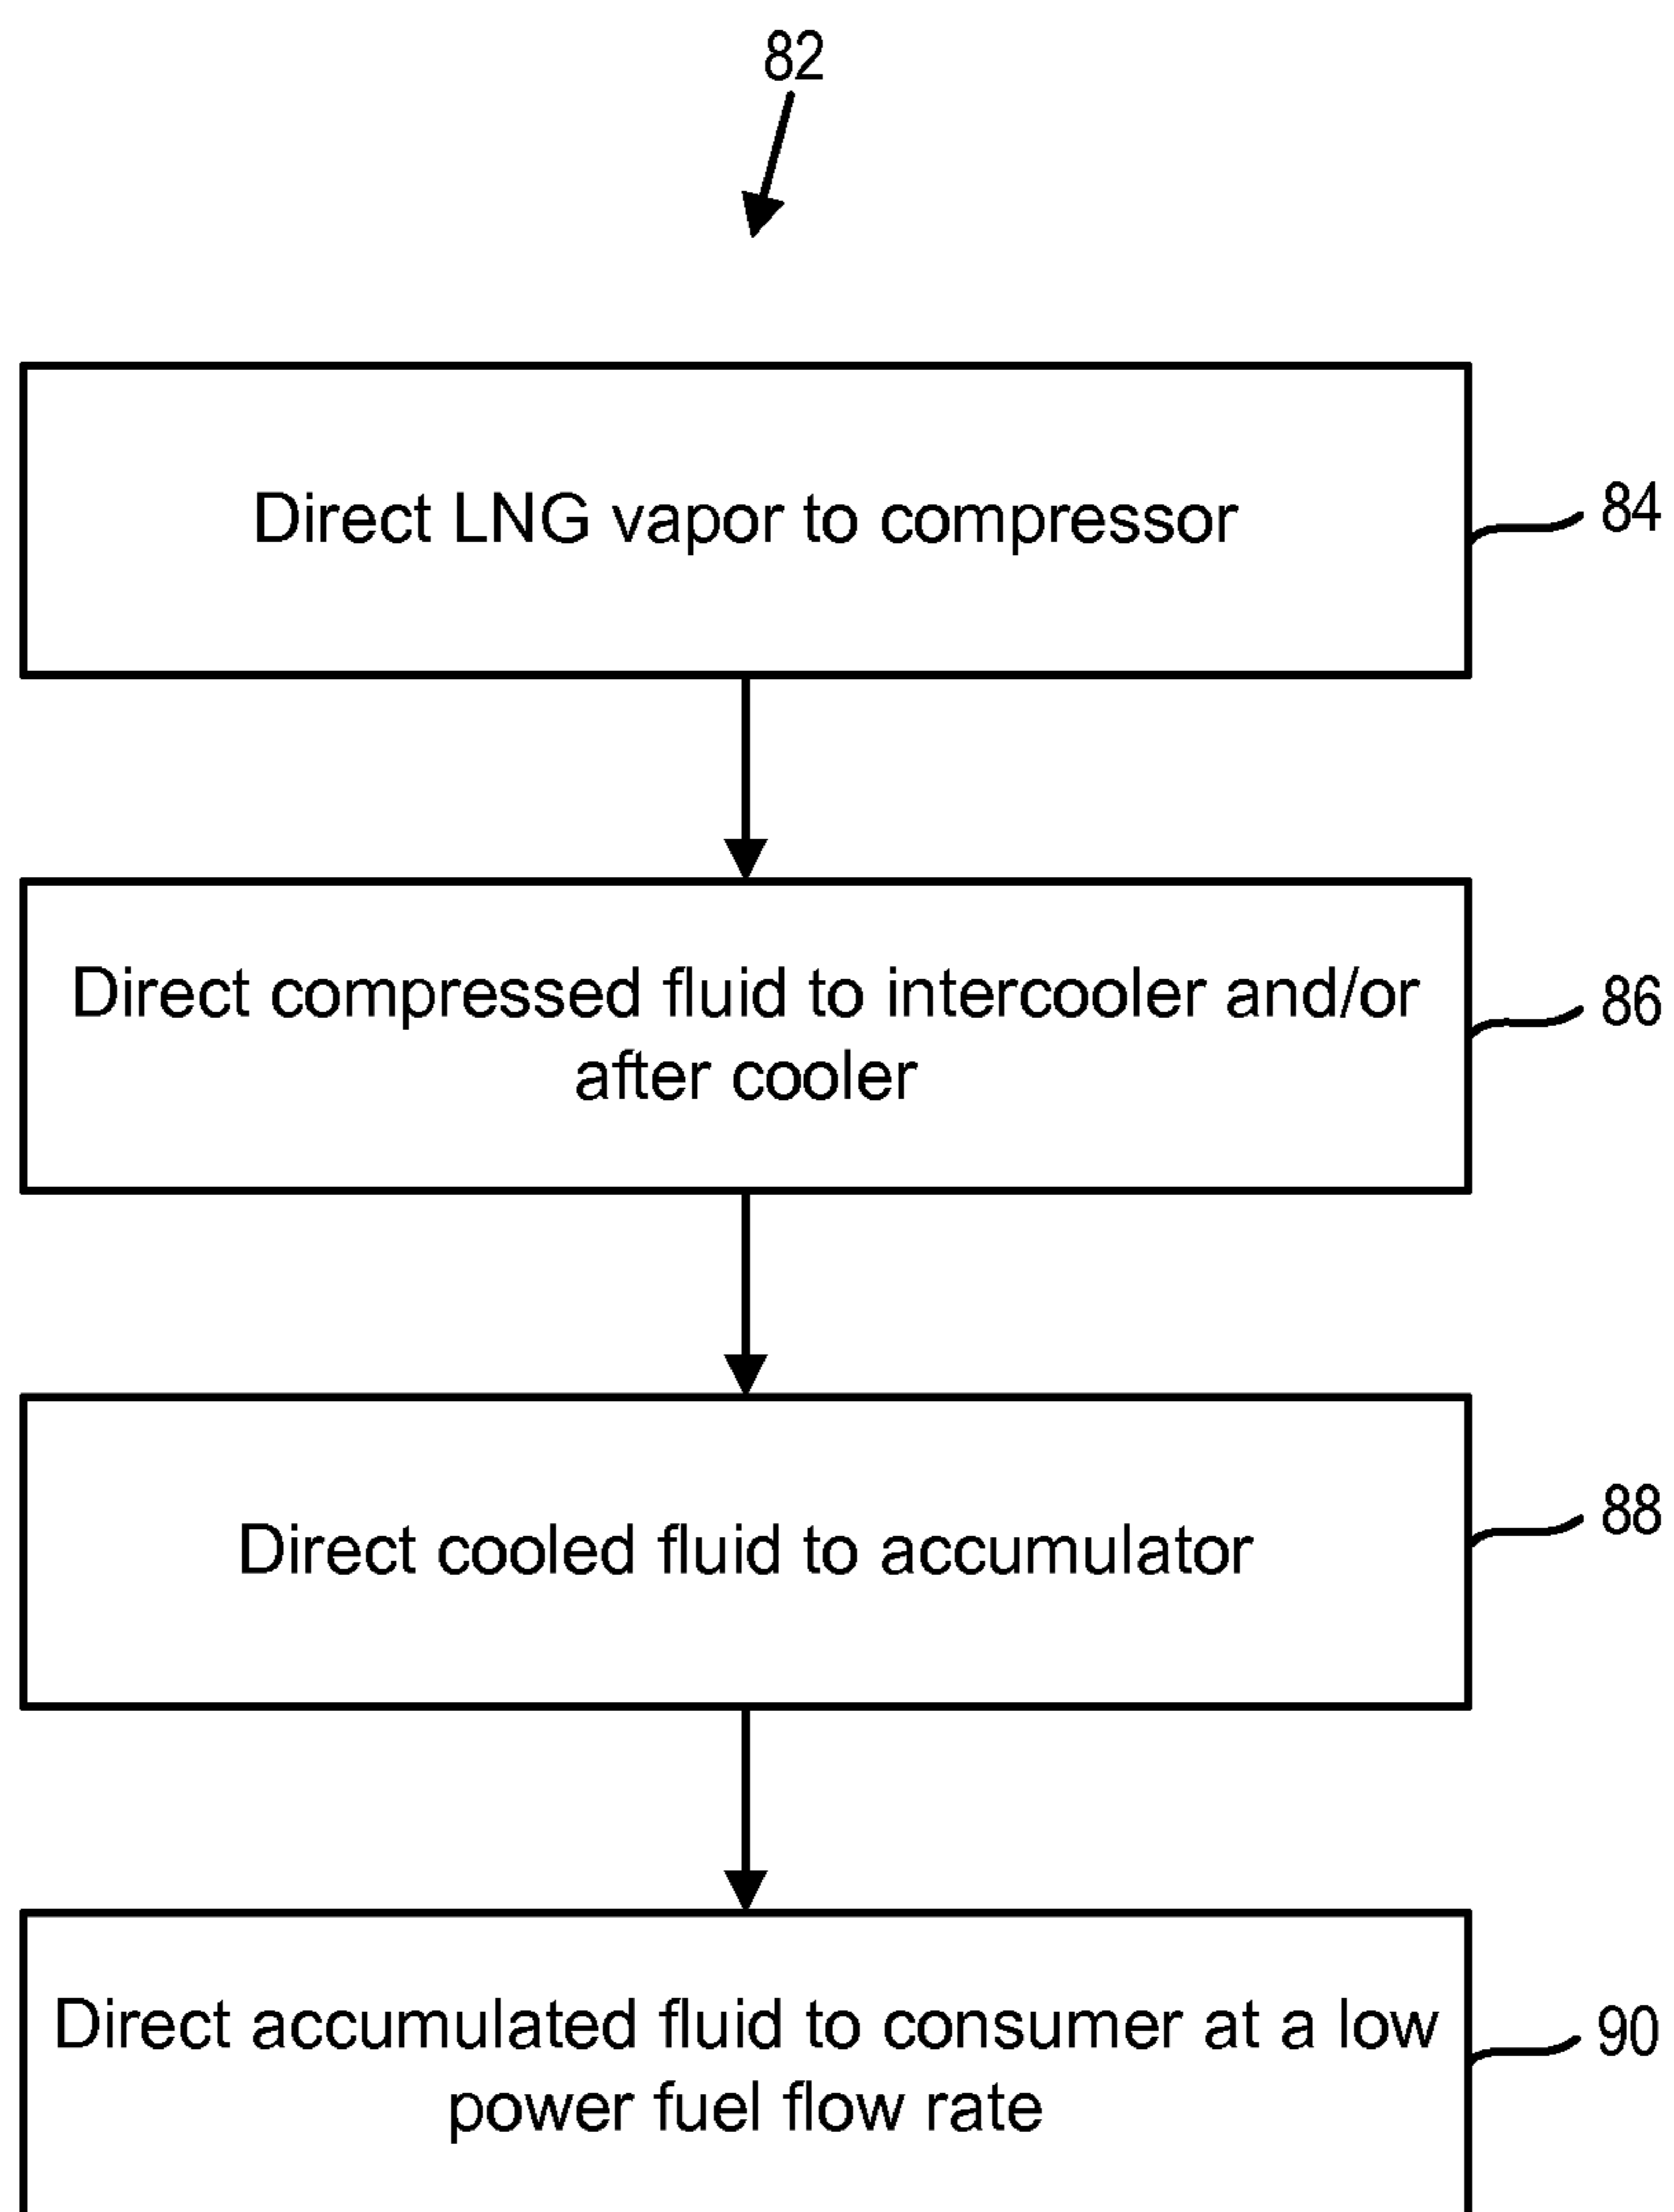 82
Direct LNG vapor to compressor
84
Direct compressed fluid to intercooler and/or
after cooler
86
Direct cooled fluid to accumulator
88
Direct accumulated fluid to consumer at a low
power fuel flow rate
90